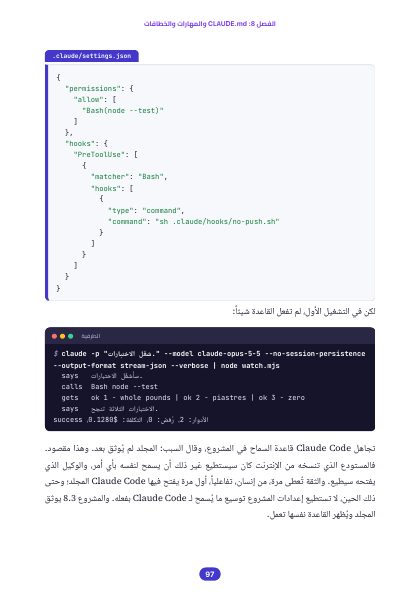 الفصل 8: CLAUDE.md والمهارات والخطافات
.claude/settings.json
{
"permissions": {
"allow": [
"Bash(node --test)"
]
},
"hooks": {
"PreToolUse": [
{
"matcher": "Bash",
"hooks": [
{
"type": "command",
"command": "sh .claude/hooks/no-push.sh"
}
]
}
]
}
}
لكن في التشغيل الأول، لم تفعل القاعدة شيئاً:
الطرفية
$ claude -p "شغّل الاختبارات." --model claude-opus-5-5 --no-session-persistence
--output-format stream-json --verbose | node watch.mjs
says سأشغّل الاختبارات.
calls Bash node --test
gets ok 1 - whole pounds | ok 2 - piastres | ok 3 - zero
says الاختبارات الثلاثة تنجح.
success الأدوار: 2, رُفض: 0, التكلفة: $0.1280
تجاهل Claude Code قاعدة السماح في المشروع، وقال السبب: المجلد لم يُوثق بعد. وهذا مقصود.
فالمستودع الذي تنسخه من الإنترنت كان سيستطيع غير ذلك أن يسمح لنفسه بأي أمر، والوكيل الذي
يفتحه سيطيع. والثقة تُعطى مرة، من إنسان، تفاعلياً، أول مرة يفتح فيها Claude Code المجلد؛ وحتى
ذلك الحين، لا تستطيع إعدادات المشروع توسيع ما يُسمح لـ Claude Code بفعله. والمشروع 8.3 يوثق
المجلد ويُظهر القاعدة نفسها تعمل.
97